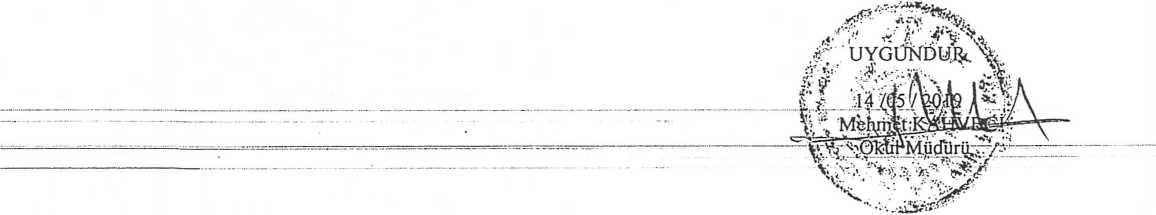 UYGUNDUR
14 /05 / 2019
Mehmet KAHVECİ
Okul Müdürü